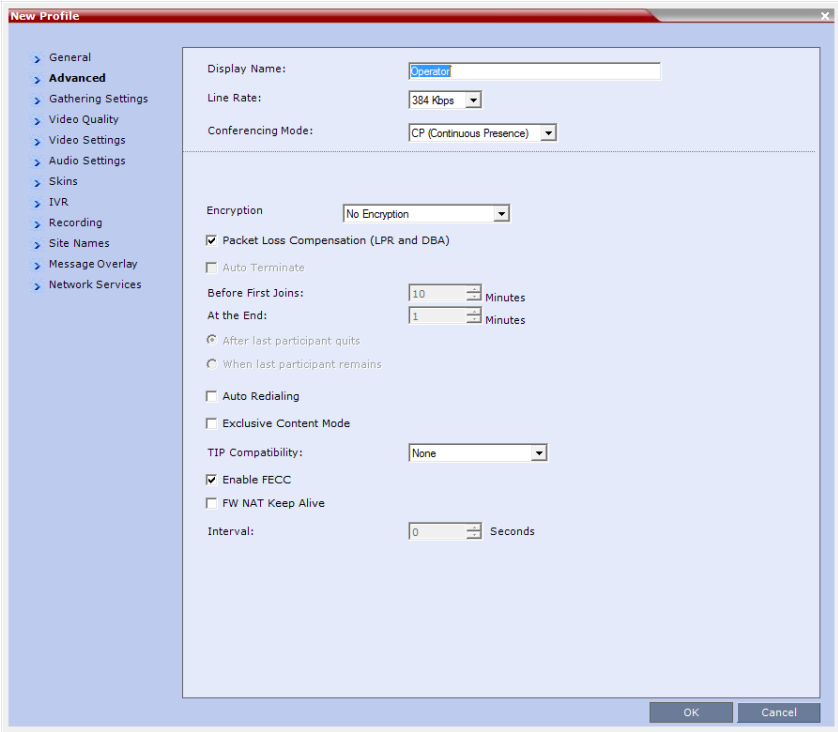 New Profile
General
Advanced
Gathering Settings
Video Quality
Video Settings
Audio Settings
Skins
IVR
Recording
Site Names
Message Overlay
Network Services
Display Name: Operator
Line Rate: 384 Kbps
Conferencing Mode: CP (Continuous Presence)
Encryption No Encryption
Packet Loss Compensation (LPR and DBA)
Auto Terminate
Before First Joins: 10 Minutes
At the End: 1 Minutes
After last participant quits
When last participant remains
Auto Redialing
Exclusive Content Mode
TIP Compatibility: None
Enable FECC
FW NAT Keep Alive
Interval: 0 Seconds
OK Cancel